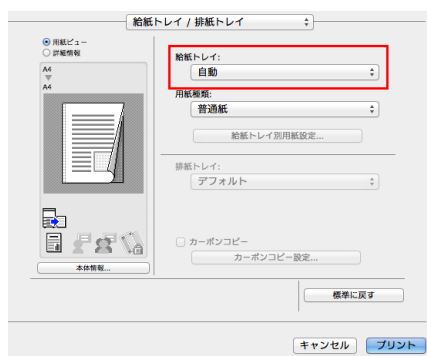 給紙トレイ / 排紙トレイ
用紙ビュー
詳細情報
A4
A4
本体情報...
給紙トレイ:
自動
用紙種類:
普通紙
給紙トレイ別用紙設定...
排紙トレイ:
デフォルト
カーボンコピー
カーボンコピー設定...
標準に戻す
キャンセル
プリント